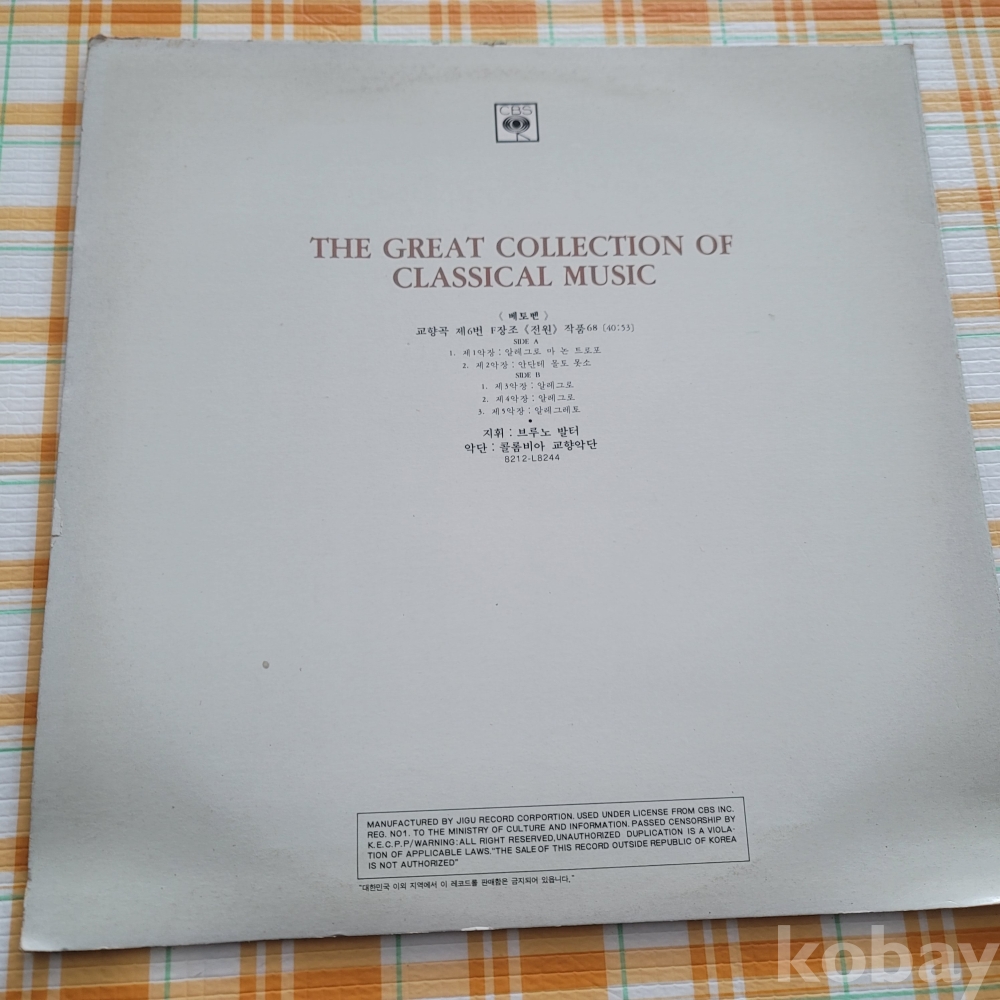 CBS
THE GREAT COLLECTION OF
CLASSICAL MUSIC
《 베토벤 》
교향곡 제6번 F장조《전원》작품68 [40:53]
SIDE A
1. 제1악장 : 알레그로 마 논 트로포
2. 제2악장 : 안단테 몰토 못소
SIDE B
1. 제3악장 : 알레그로
2. 제4악장 : 알레그로
3. 제5악장 : 알레그레토
지휘 : 브루노 발터
악단 : 콜롬비아 교향악단
8212-L8244
MANUFACTURED BY JIGU RECORD CORPORTION. USED UNDER LICENSE FROM CBS INC.
REG. NO1. TO THE MINISTRY OF CULTURE AND INFORMATION. PASSED CENSORSHIP BY
K.E.C.P.P/WARNING:ALL RIGHT RESERVED,UNAUTHORIZED DUPLICATION IS A VIOLA-
TION OF APPLICABLE LAWS."THE SALE OF THIS RECORD OUTSIDE REPUBLIC OF KOREA
IS NOT AUTHORIZED"
"대한민국 이외 지역에서 이 레코드를 판매함은 금지되어 있읍니다."
kobay